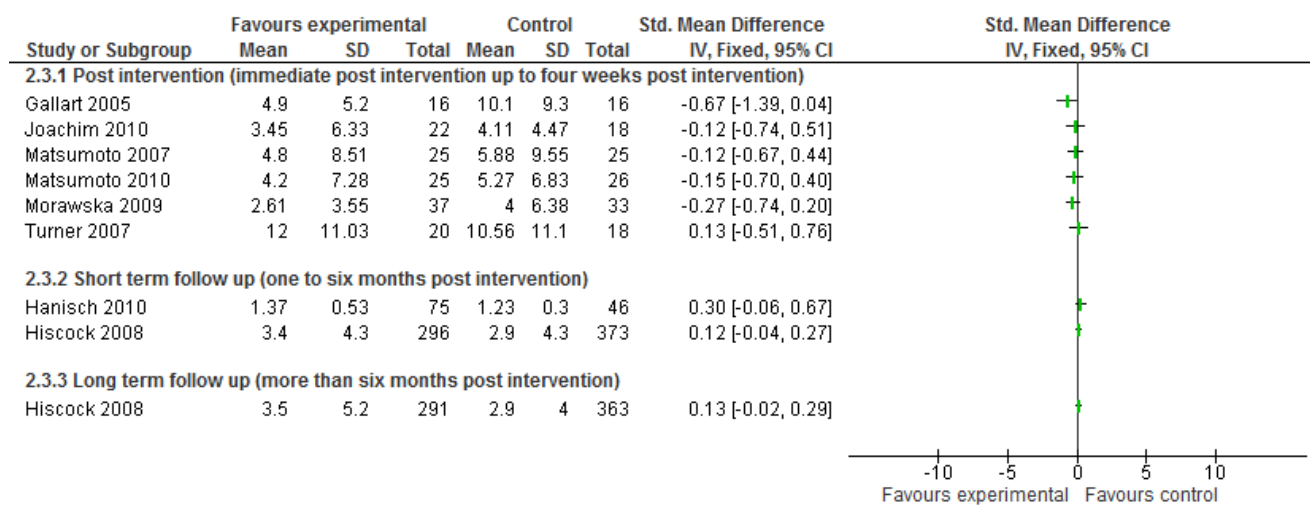 Favours experimental Control Std. Mean Difference Std. Mean Difference
Study or Subgroup Mean SD Total Mean SD Total IV, Fixed, 95% CI IV, Fixed, 95% CI
2.3.1 Post intervention (immediate post intervention up to four weeks post intervention)
Gallart 2005 4.9 5.2 16 10.1 9.3 16 -0.67 [-1.39, 0.04]
Joachim 2010 3.45 6.33 22 4.11 4.47 18 -0.12 [-0.74, 0.51]
Matsumoto 2007 4.8 8.51 25 5.88 9.55 25 -0.12 [-0.67, 0.44]
Matsumoto 2010 4.2 7.28 25 5.27 6.83 26 -0.15 [-0.70, 0.40]
Morawska 2009 2.61 3.55 37 4 6.38 33 -0.27 [-0.74, 0.20]
Turner 2007 12 11.03 20 10.56 11.1 18 0.13 [-0.51, 0.76]
2.3.2 Short term follow up (one to six months post intervention)
Hanisch 2010 1.37 0.53 75 1.23 0.3 46 0.30 [-0.06, 0.67]
Hiscock 2008 3.4 4.3 296 2.9 4.3 373 0.12 [-0.04, 0.27]
2.3.3 Long term follow up (more than six months post intervention)
Hiscock 2008 3.5 5.2 291 2.9 4 363 0.13 [-0.02, 0.29]
-10 -5 0 5 10
Favours experimental Favours control